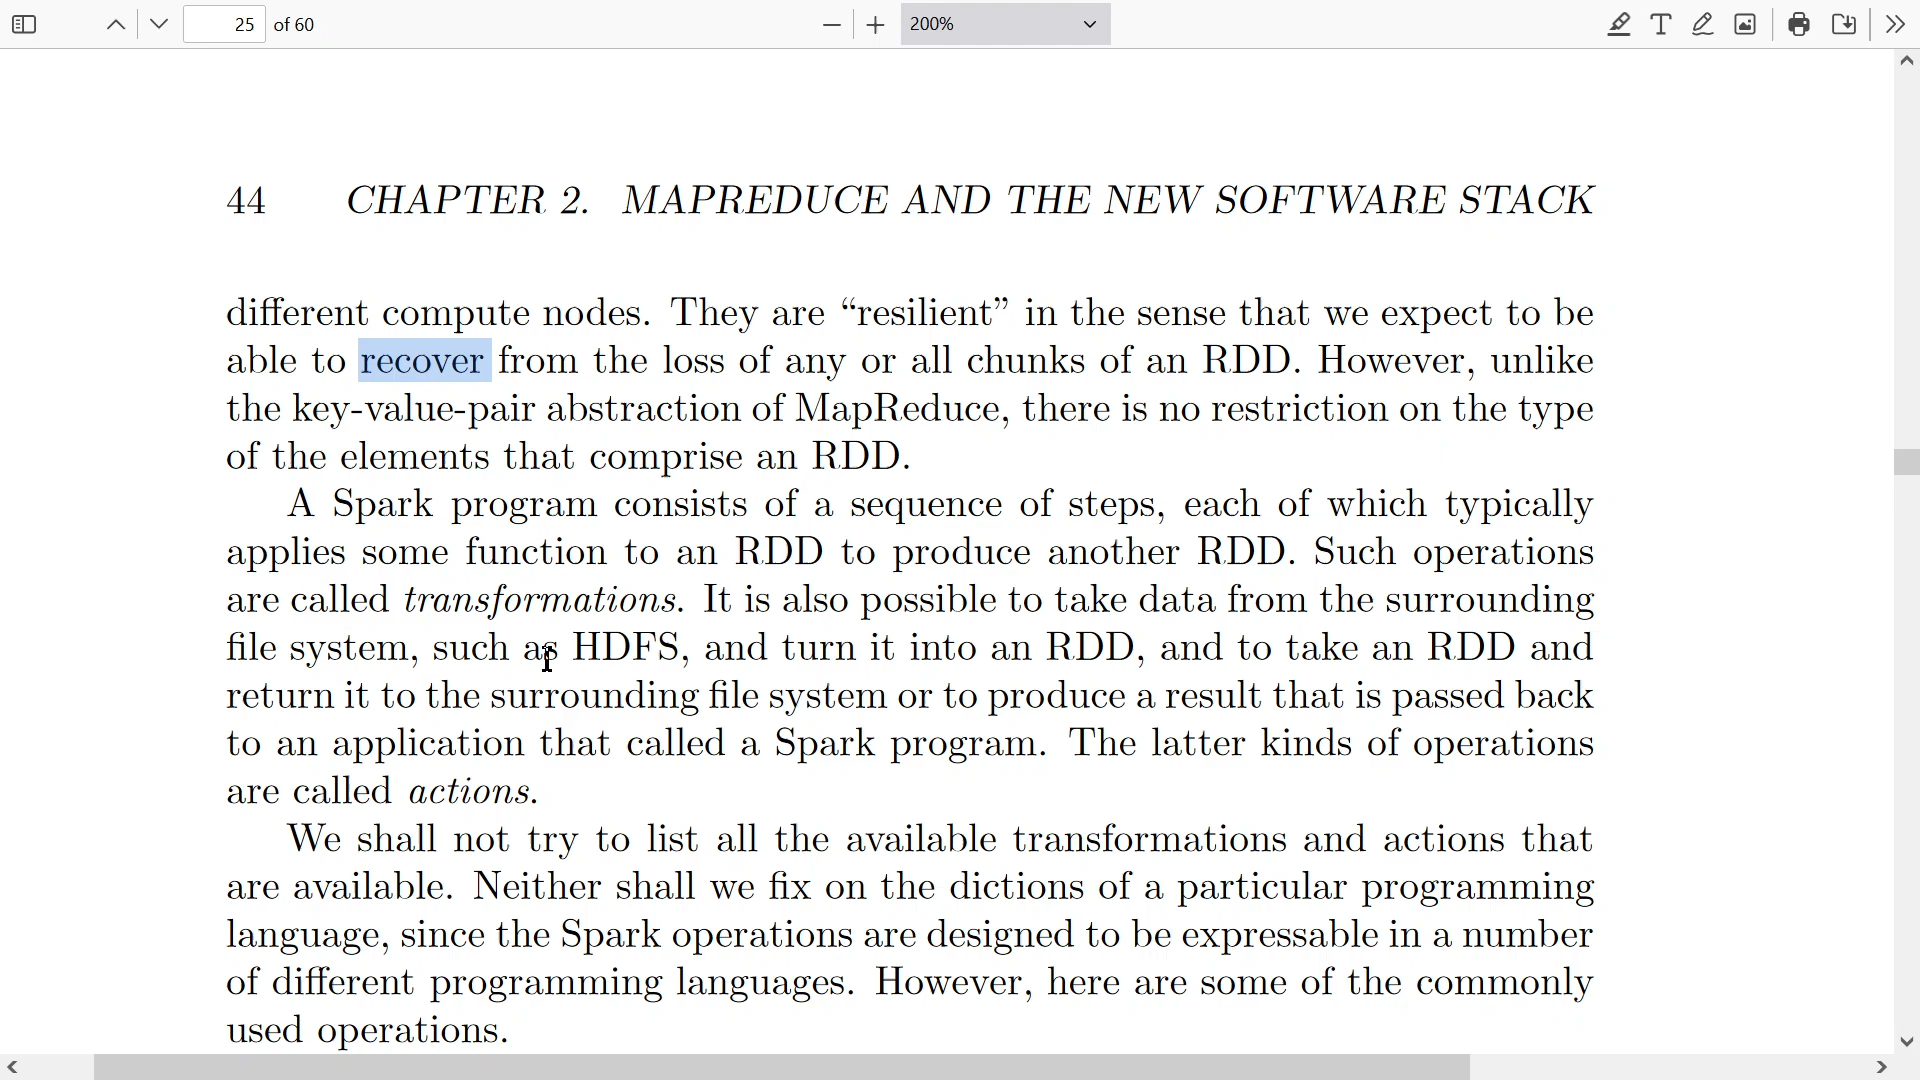 25 of 60 200%
44 CHAPTER 2. MAPREDUCE AND THE NEW SOFTWARE STACK
different compute nodes. They are “resilient” in the sense that we expect to be
able to recover from the loss of any or all chunks of an RDD. However, unlike
the key-value-pair abstraction of MapReduce, there is no restriction on the type
of the elements that comprise an RDD.
A Spark program consists of a sequence of steps, each of which typically
applies some function to an RDD to produce another RDD. Such operations
are called transformations. It is also possible to take data from the surrounding
file system, such as HDFS, and turn it into an RDD, and to take an RDD and
return it to the surrounding file system or to produce a result that is passed back
to an application that called a Spark program. The latter kinds of operations
are called actions.
We shall not try to list all the available transformations and actions that
are available. Neither shall we fix on the dictions of a particular programming
language, since the Spark operations are designed to be expressable in a number
of different programming languages. However, here are some of the commonly
used operations.